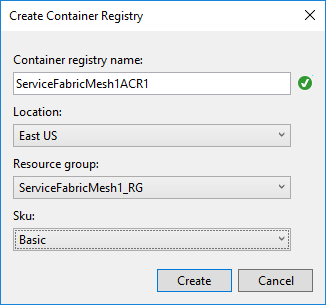 Create Container Registry
Container registry name:
ServiceFabricMesh1ACR1
Location:
East US
Resource group:
ServiceFabricMesh1_RG
Sku:
Basic
Create Cancel